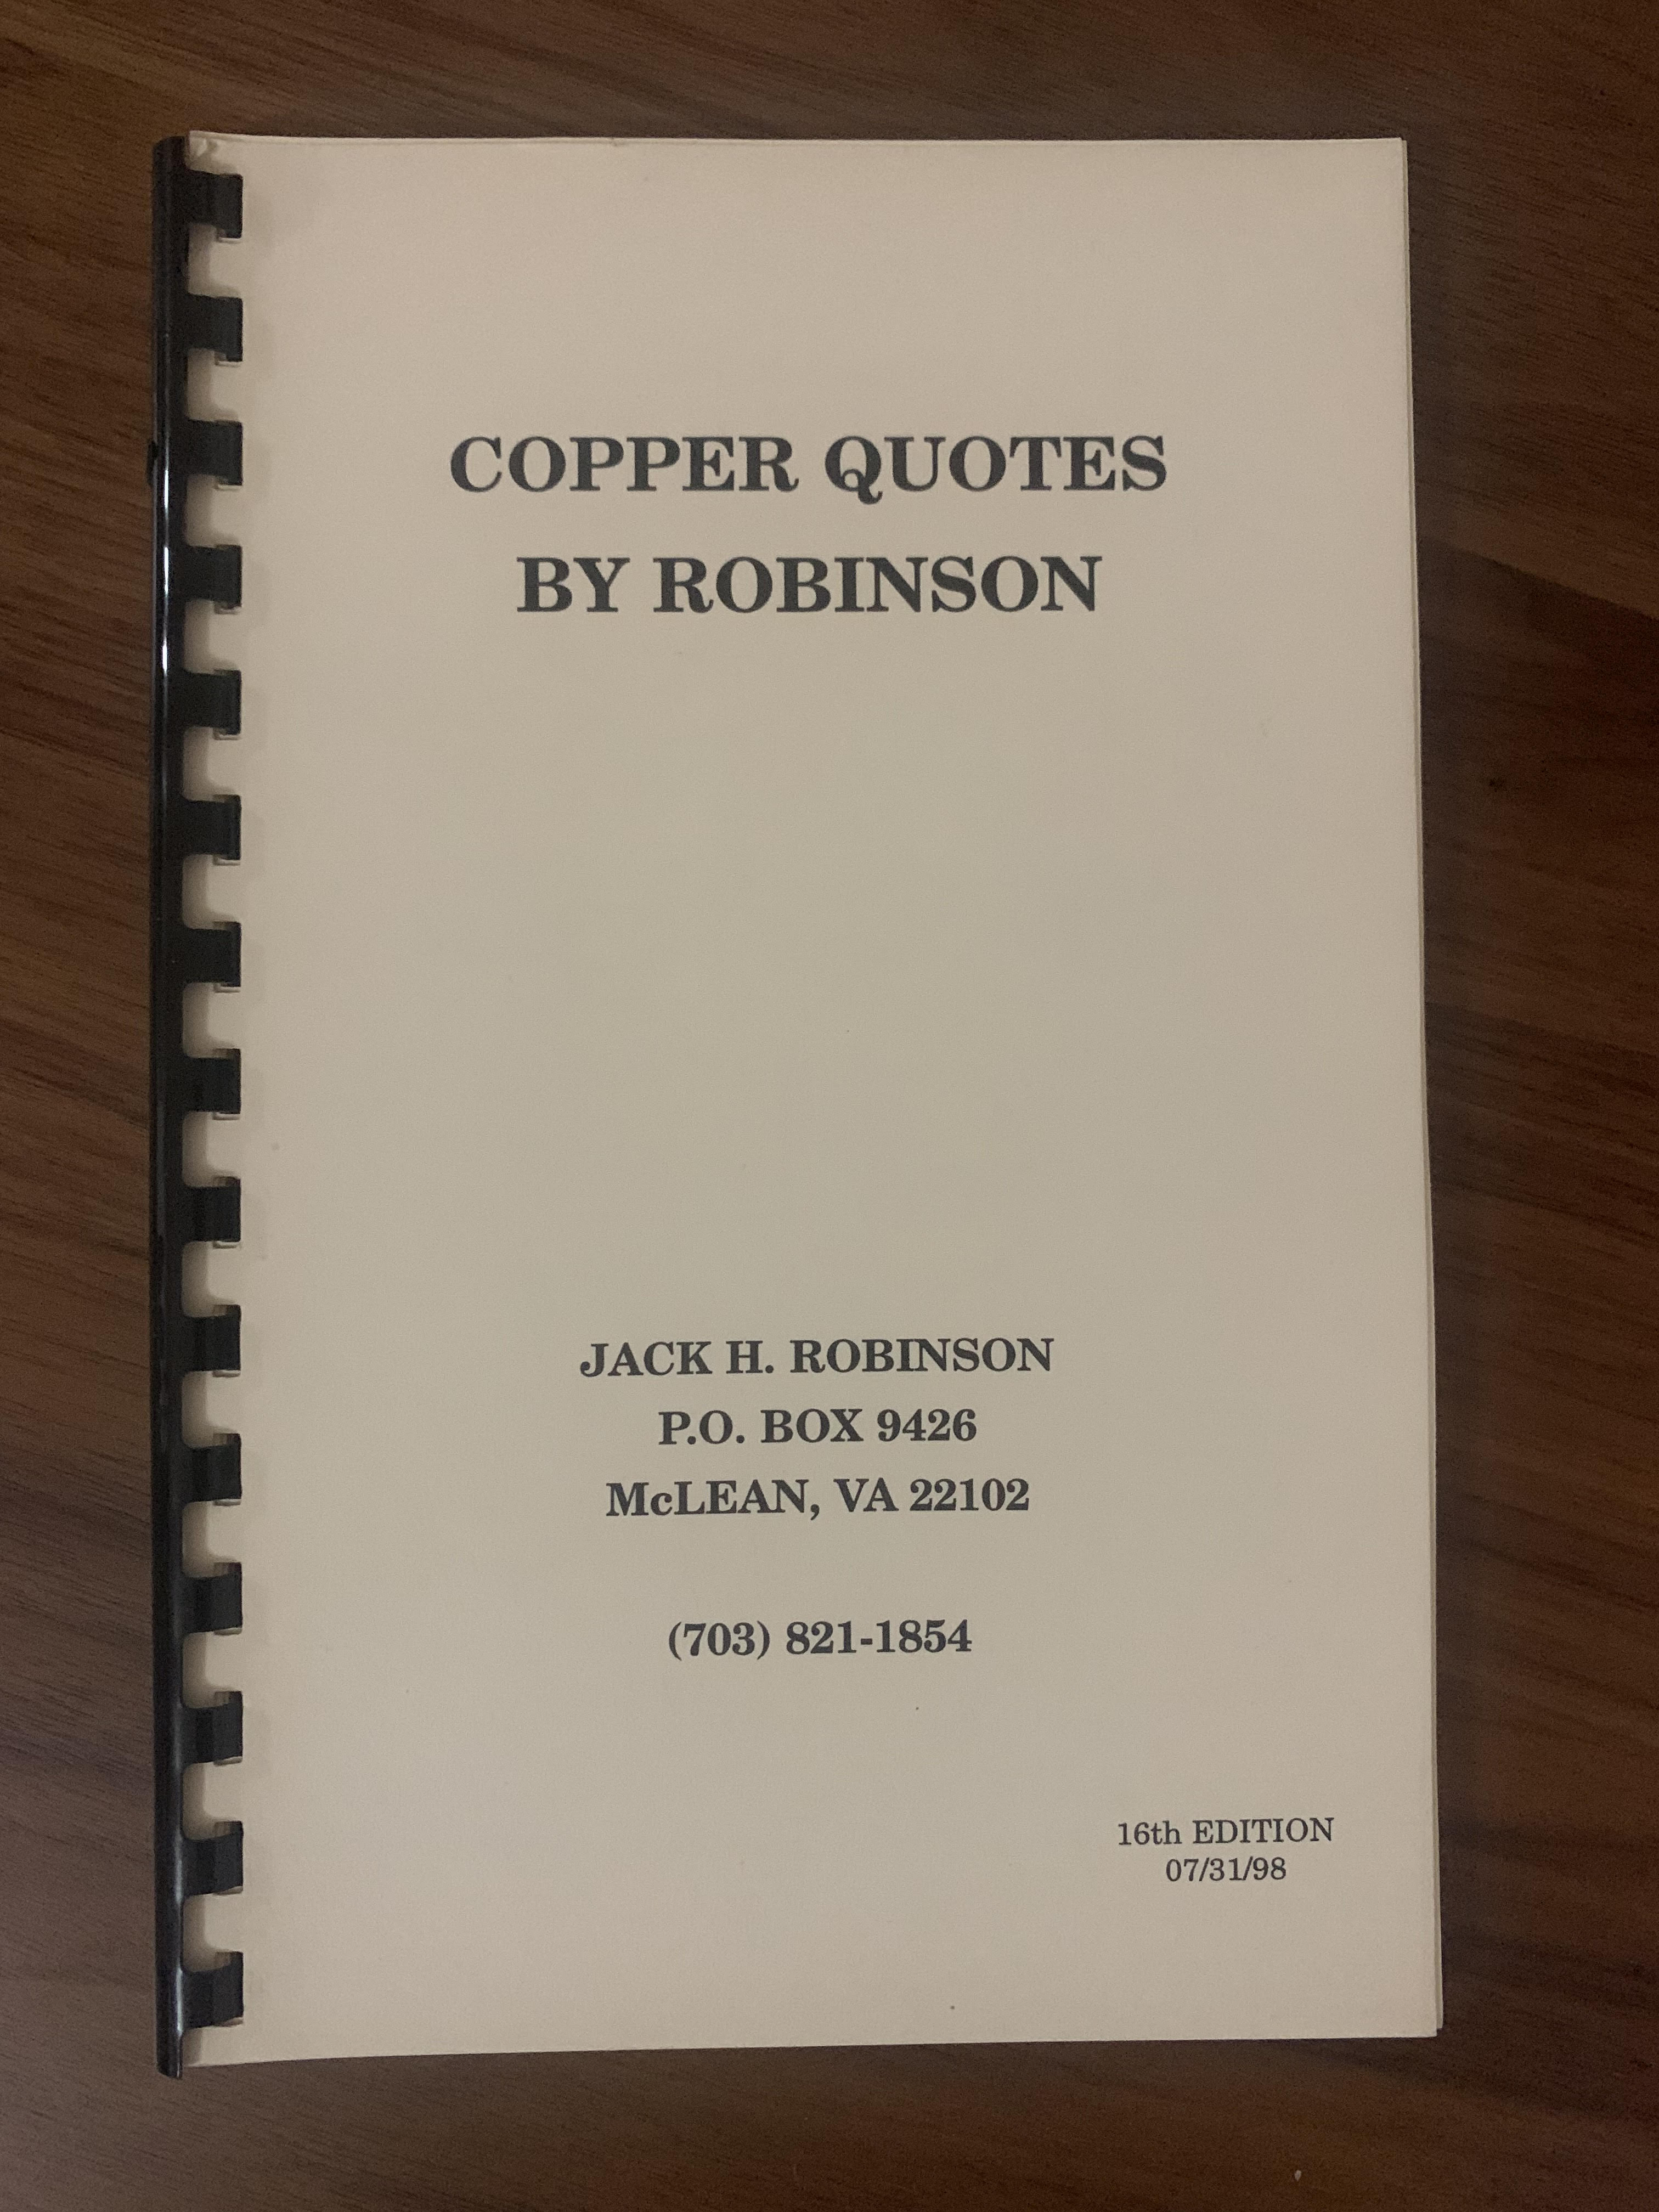 COPPER QUOTES
BY ROBINSON
JACK H. ROBINSON
P.O. BOX 9426
McLEAN, VA 22102
(703) 821-1854
16th EDITION
07/31/98